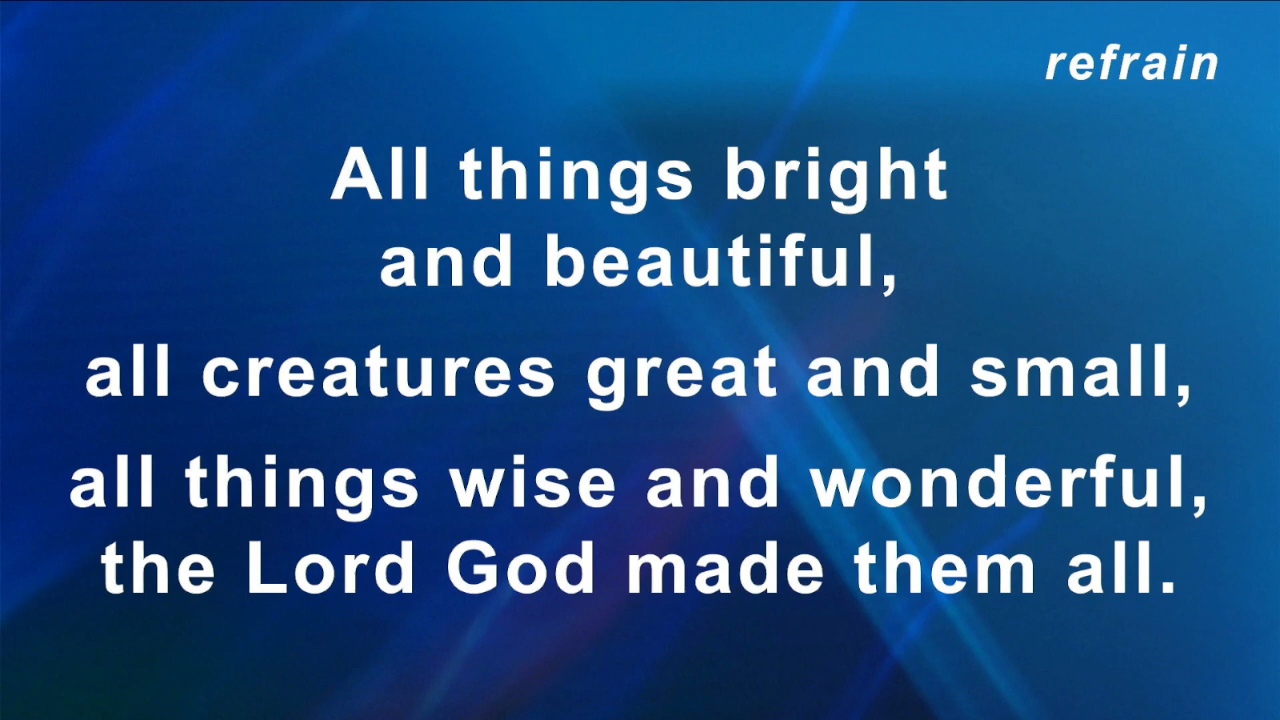 refrain
All things bright
and beautiful,
all creatures great and small,
all things wise and wonderful,
the Lord God made them all.